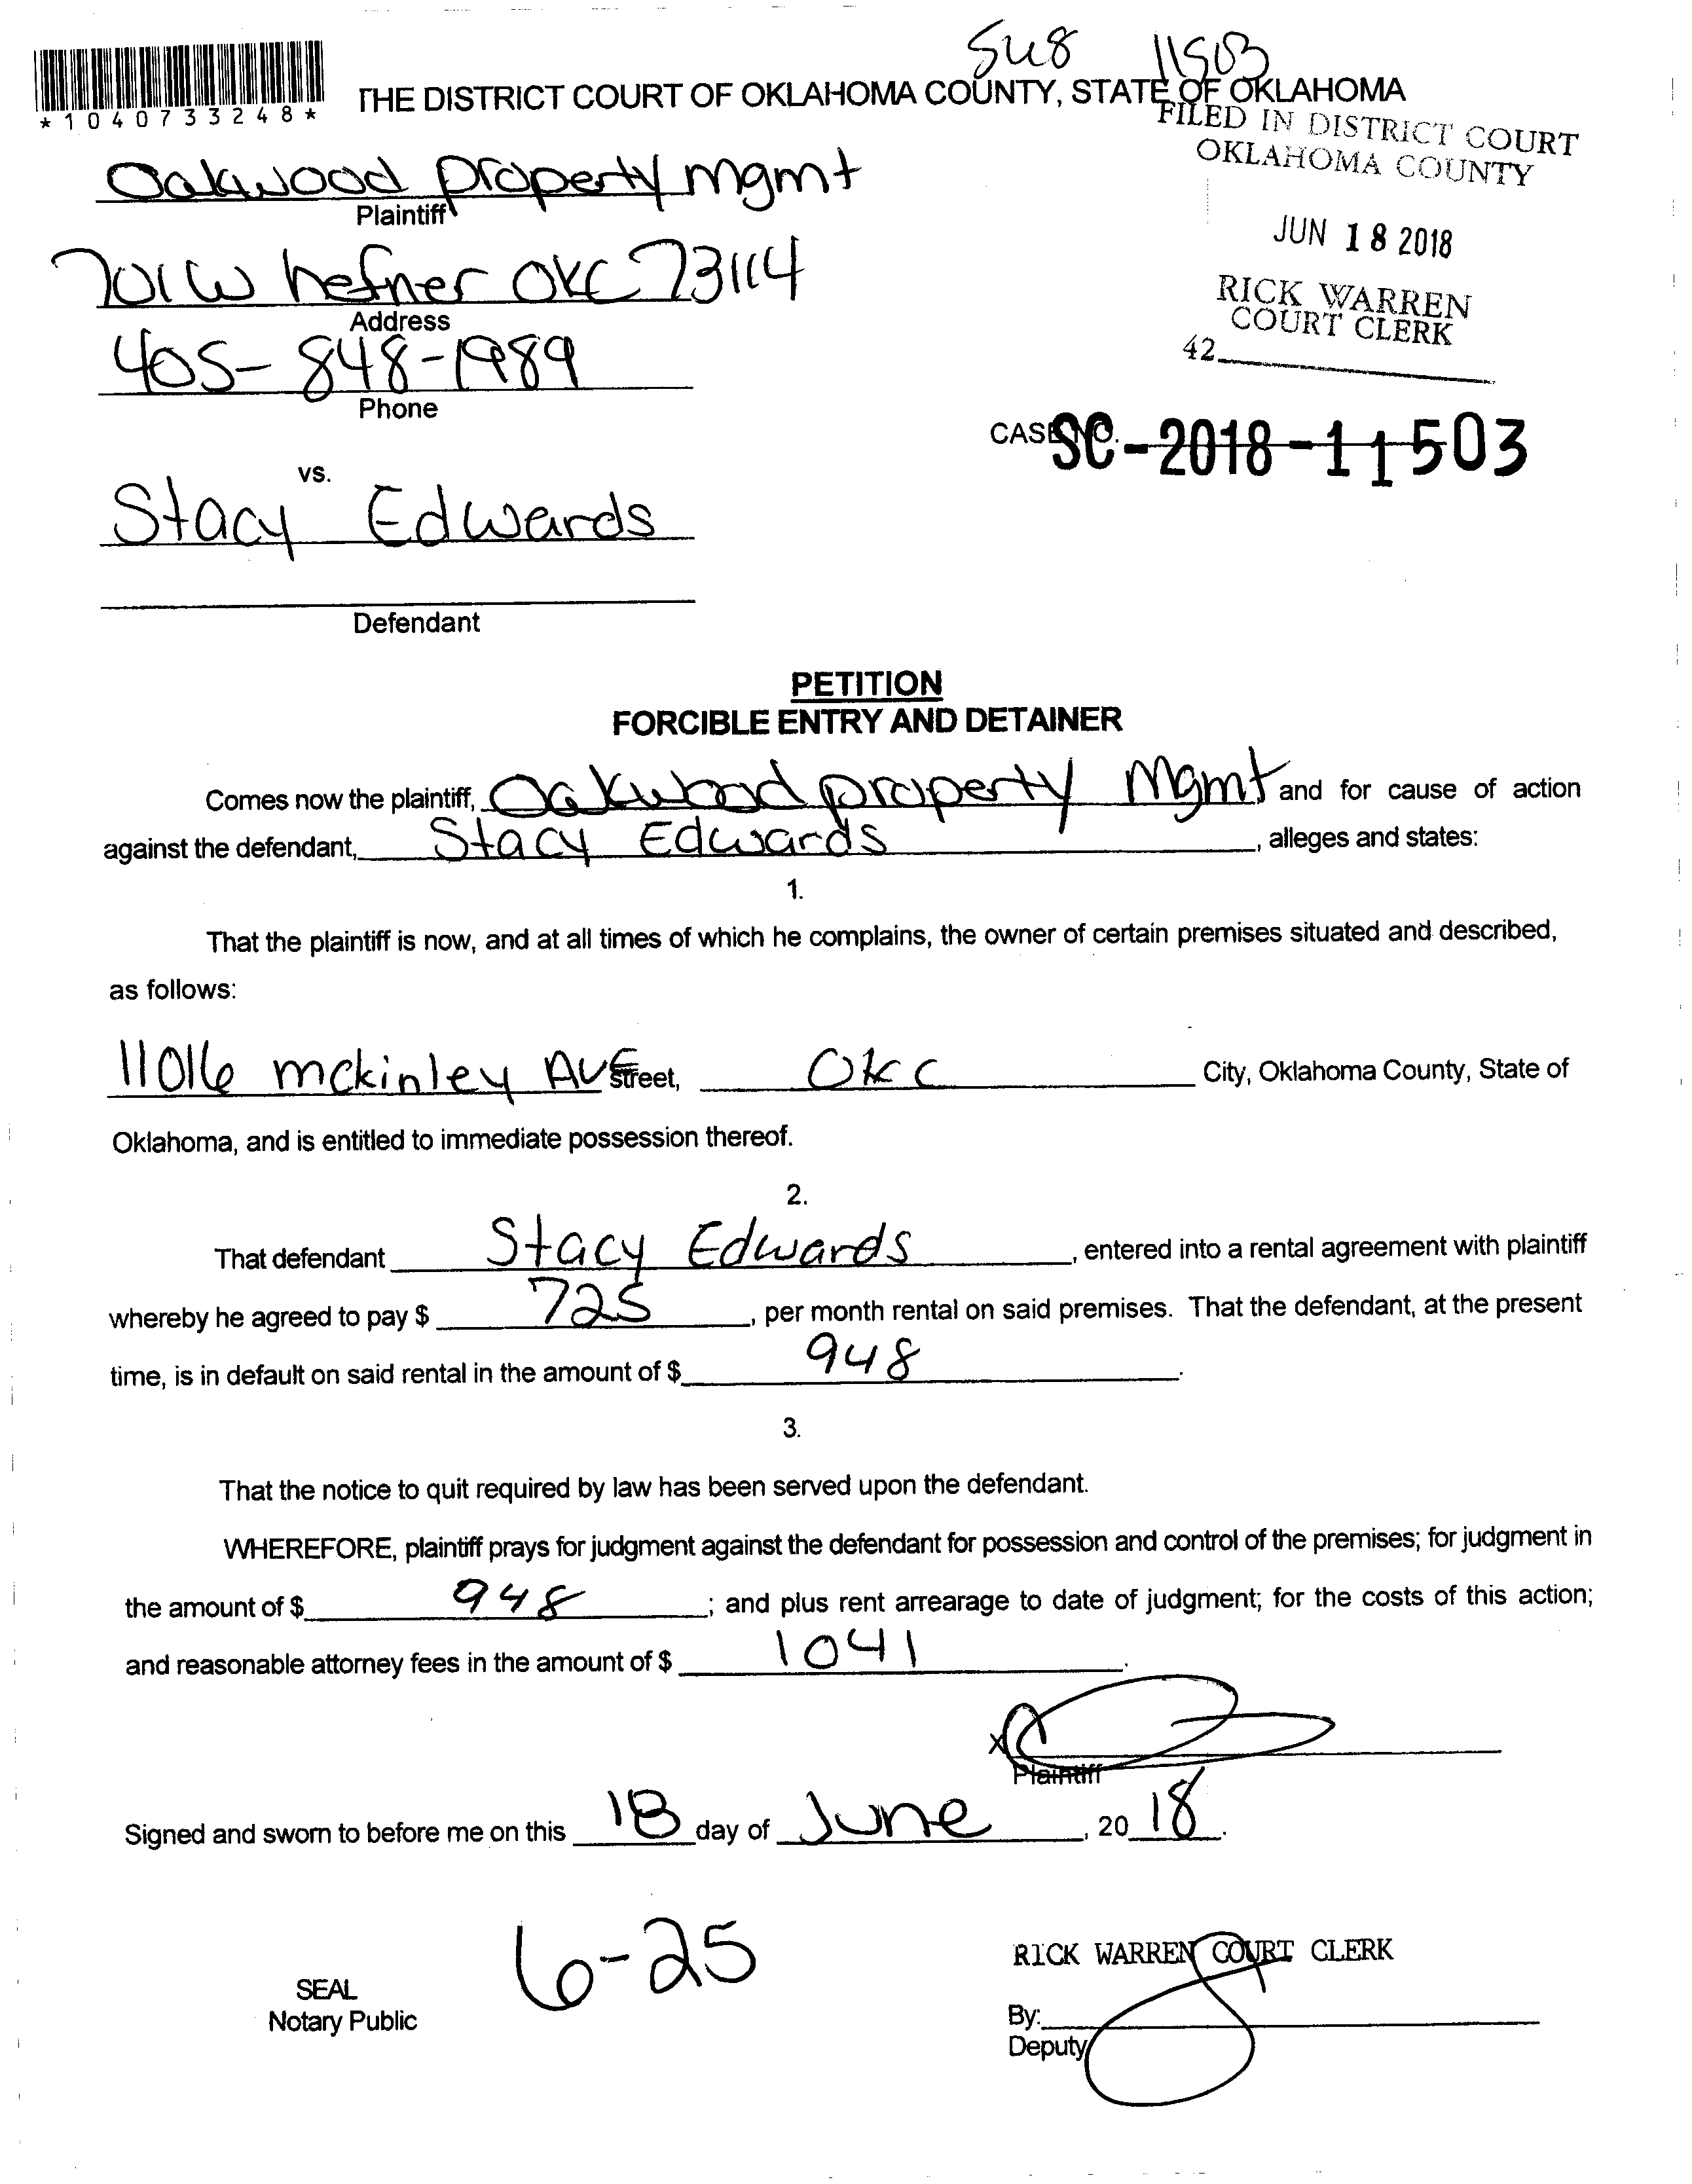 Su8 11503
*1040733248*
THE DISTRICT COURT OF OKLAHOMA COUNTY, STATE OF OKLAHOMA
FILED IN DISTRICT COURT
OKLAHOMA COUNTY
Oakwood property mgmt
Plaintiff
JUN 18 2018
701 W hefner OKC 73114
Address
RICK WARREN
COURT CLERK
42
405-848-1989
Phone
CASE NO. SC-2018-11503
vs.
Stacy Edwards
Defendant
PETITION
FORCIBLE ENTRY AND DETAINER
Comes now the plaintiff, Oakwood property Mgmt and for cause of action
against the defendant, Stacy Edwards, alleges and states:
1.
That the plaintiff is now, and at all times of which he complains, the owner of certain premises situated and described,
as follows:
11016 mckinley AVE Street, OKC City, Oklahoma County, State of
Oklahoma, and is entitled to immediate possession thereof.
2.
That defendant Stacy Edwards, entered into a rental agreement with plaintiff
whereby he agreed to pay $ 725, per month rental on said premises. That the defendant, at the present
time, is in default on said rental in the amount of $ 948.
3.
That the notice to quit required by law has been served upon the defendant.
WHEREFORE, plaintiff prays for judgment against the defendant for possession and control of the premises; for judgment in
the amount of $ 948; and plus rent arrearage to date of judgment; for the costs of this action;
and reasonable attorney fees in the amount of $ 1041.
X
Plaintiff
Signed and sworn to before me on this 18 day of June, 20 18.
6-25
RICK WARREN COURT CLERK
SEAL
Notary Public
By:
Deputy